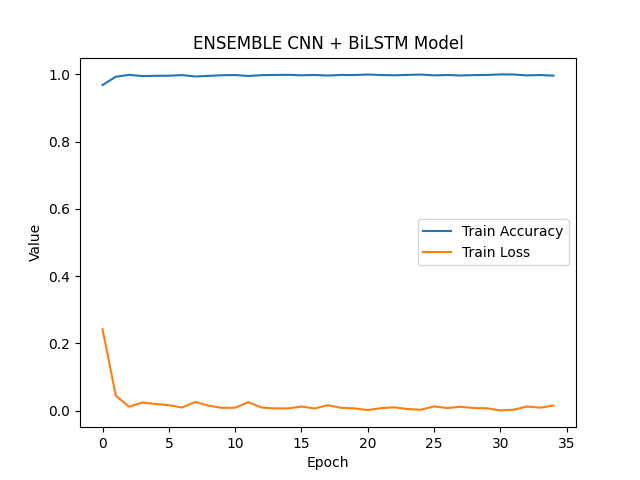 ENSEMBLE CNN + BiLSTM Model
1.0
0.8
0.6
0.4
0.2
0.0
Value
Train Accuracy
Train Loss
0 5 10 15 20 25 30 35
Epoch